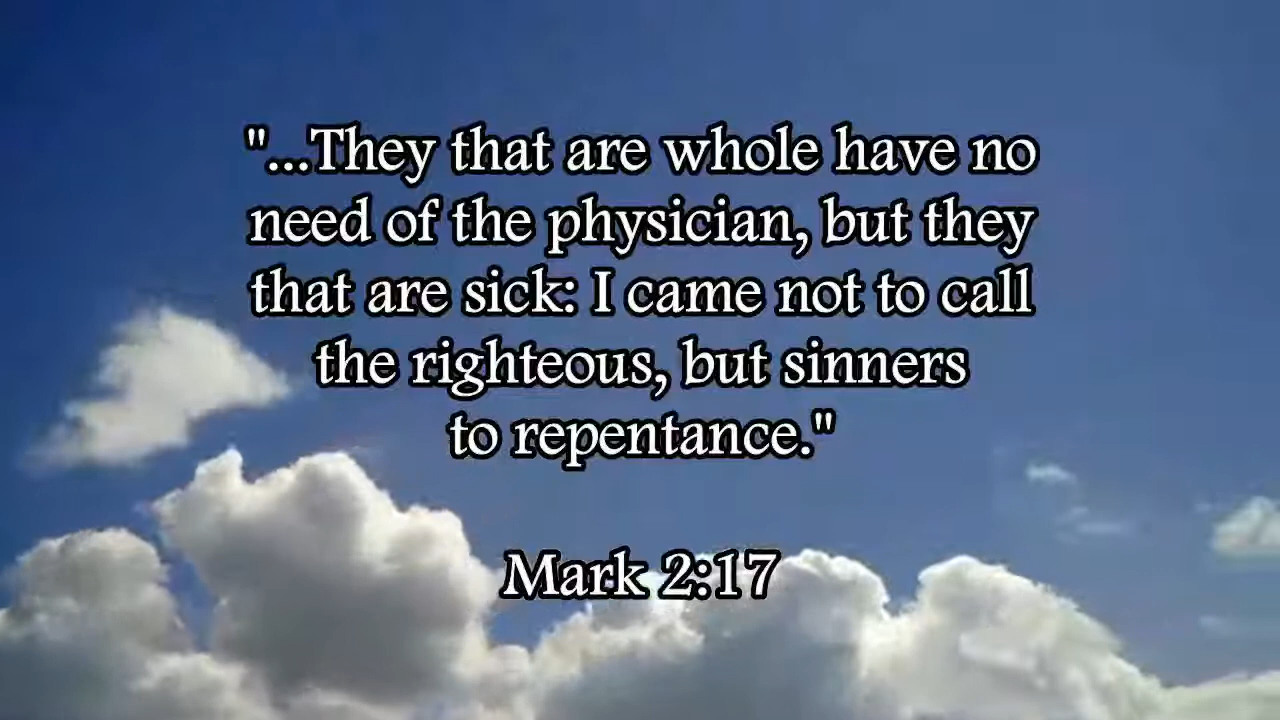 "...They that are whole have no
need of the physician, but they
that are sick: I came not to call
the righteous, but sinners
to repentance."
Mark 2:17